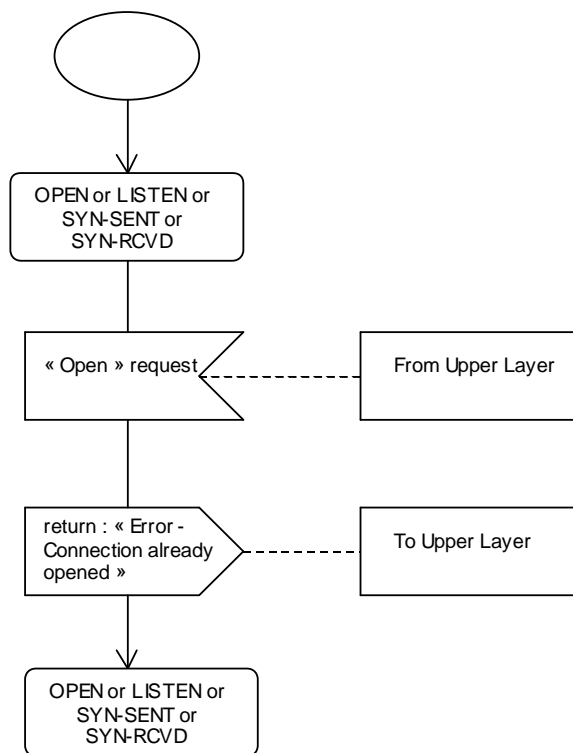 OPEN or LISTEN or
SYN-SENT or
SYN-RCVD
« Open » request
From Upper Layer
return : « Error -
Connection already
opened »
To Upper Layer
OPEN or LISTEN or
SYN-SENT or
SYN-RCVD